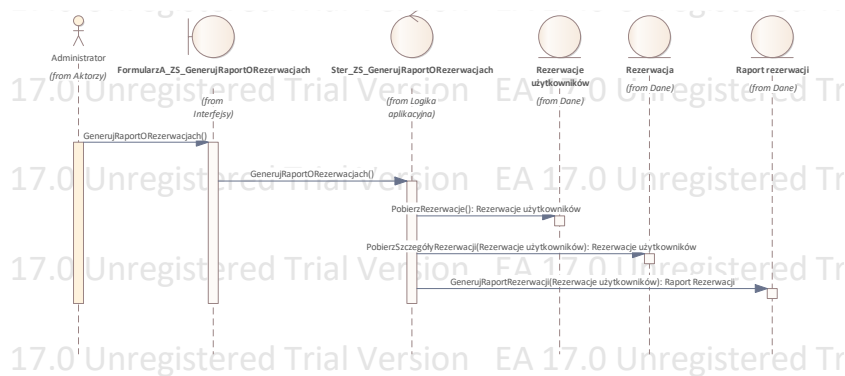 Administrator
(from Aktorzy)
FormularzA_ZS_GenerujRaportORezerwacjach
(from
Interfejsy)
Ster_ZS_GenerujRaportORezerwacjach
(from Logika
aplikacyjna)
Rezerwacje
użytkowników
(from Dane)
Rezerwacja
(from Dane)
Raport rezerwacji
(from Dane)
17.0 Unregistered Trial Version EA 17.0 Unregistered Tr
GenerujRaportORezerwacjach()
GenerujRaportORezerwacjach()
17.0 Unregistered Trial Version EA 17.0 Unregistered Tr
PobierzRezerwacje(): Rezerwacje użytkowników
PobierzSzczegółyRezerwacji(Rezerwacje użytkowników): Rezerwacje użytkowników
17.0 Unregistered Trial Version EA 17.0 Unregistered Tr
GenerujRaportRezerwacji(Rezerwacje użytkowników): Raport Rezerwacji
17.0 Unregistered Trial Version EA 17.0 Unregistered Tr